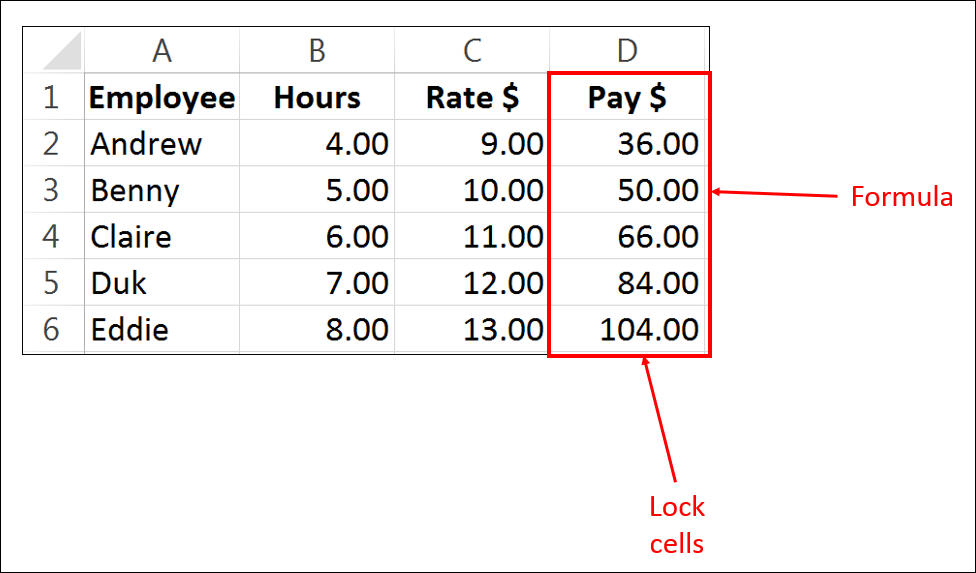 A B C D
1 Employee Hours Rate $ Pay $
2 Andrew 4.00 9.00 36.00
3 Benny 5.00 10.00 50.00
4 Claire 6.00 11.00 66.00
5 Duk 7.00 12.00 84.00
6 Eddie 8.00 13.00 104.00
Formula
Lock
cells